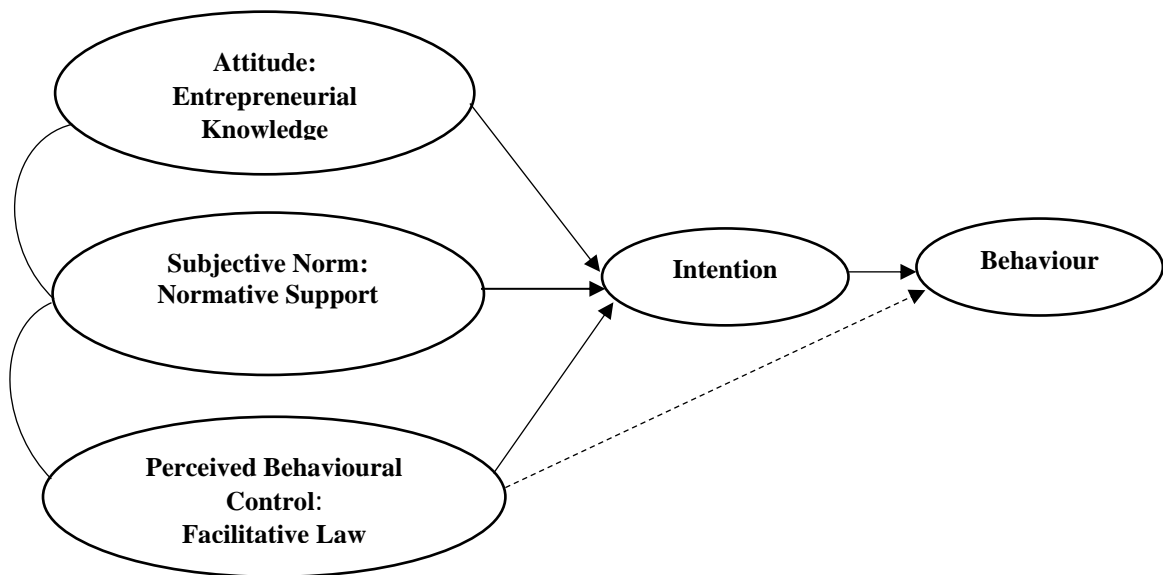 Attitude:
Entrepreneurial
Knowledge
Subjective Norm:
Normative Support
Intention
Behaviour
Perceived Behavioural
Control:
Facilitative Law